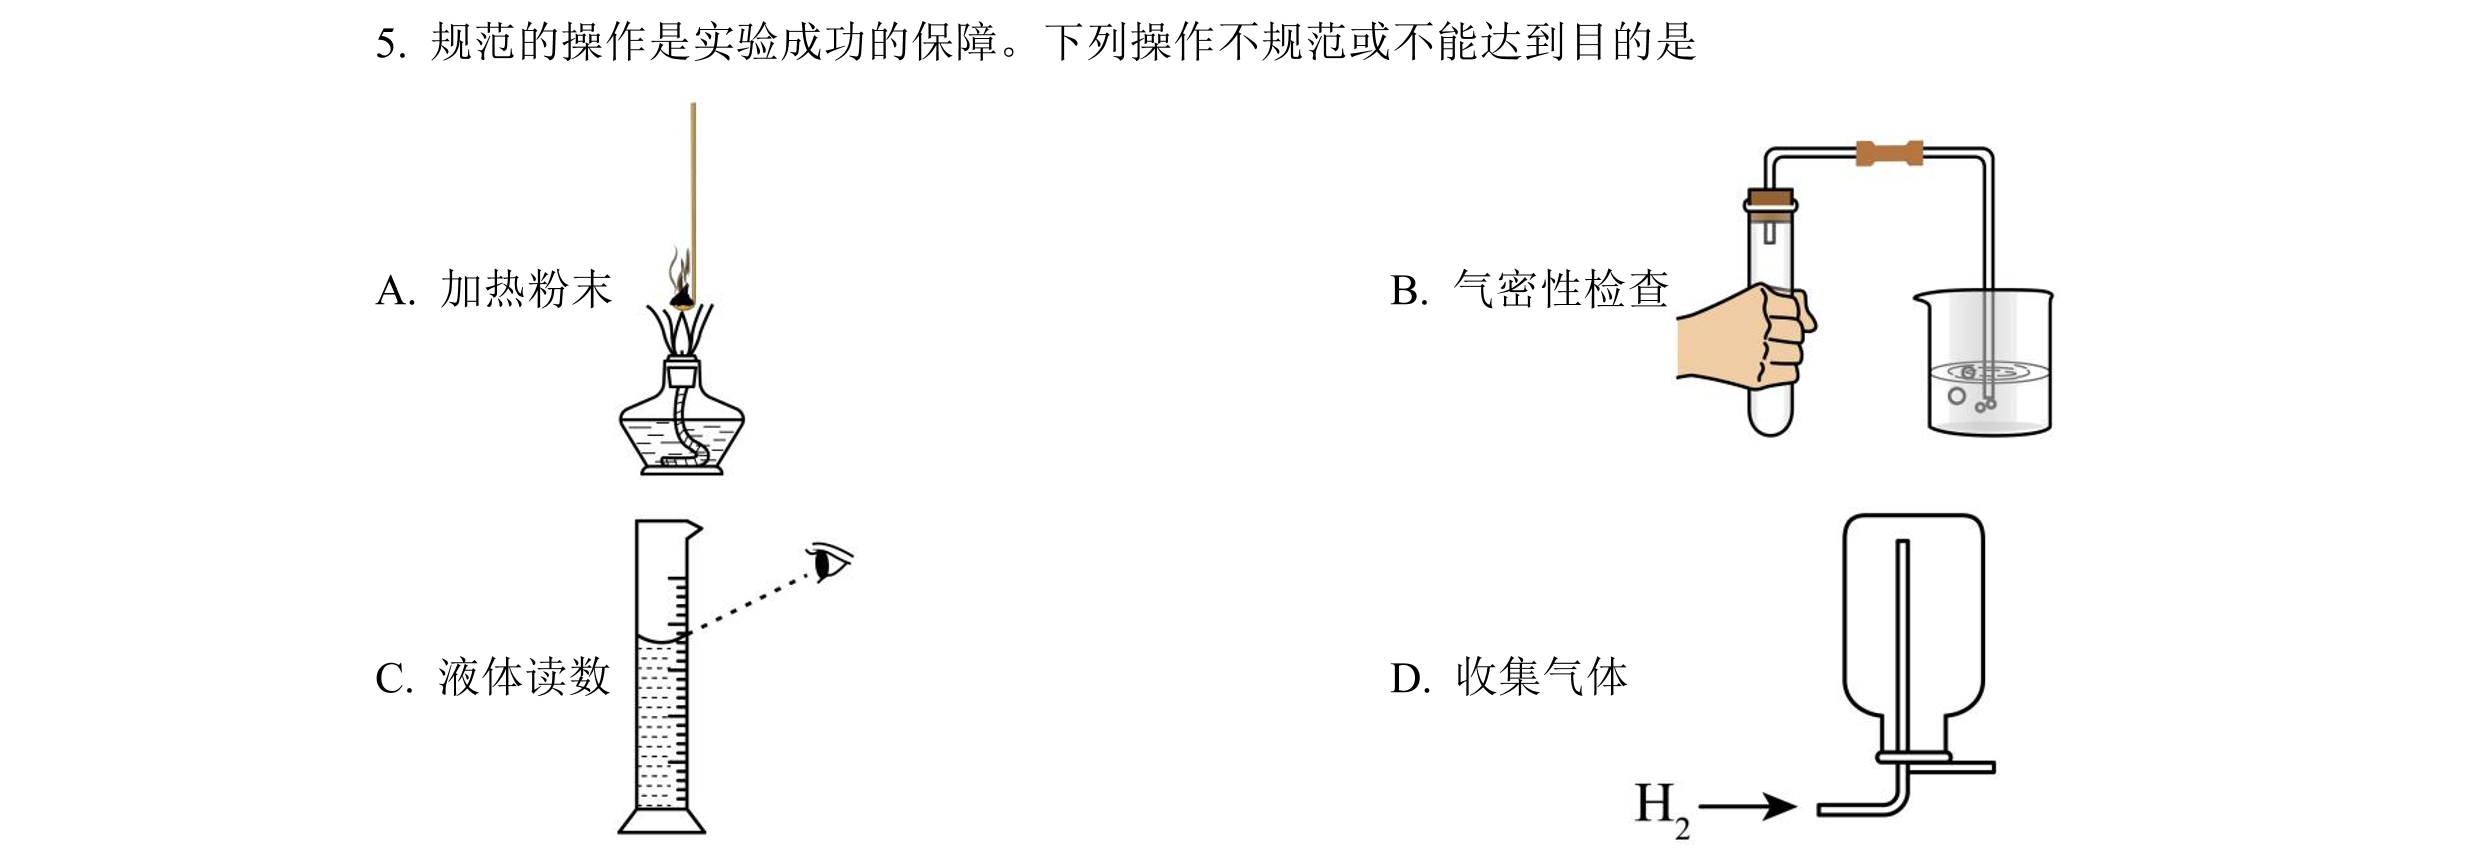 5. 规范的操作是实验成功的保障。下列操作不规范或不能达到目的是
A. 加热粉末
B. 气密性检查
C. 液体读数
D. 收集气体
H₂